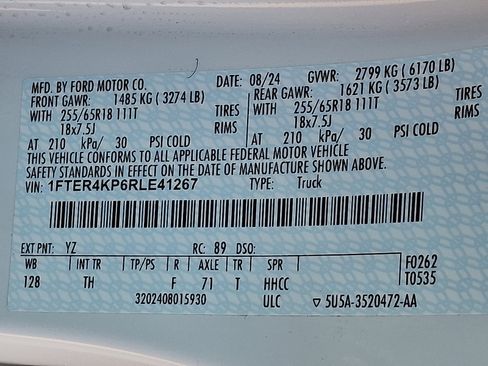 MFD. BY FORD MOTOR CO. DATE: 08/24 GVWR: 2799 KG ( 6170 LB)
FRONT GAWR: 1485 KG ( 3274 LB) REAR GAWR: 1621 KG ( 3573 LB)
WITH 255/65R18 111T TIRES WITH 255/65R18 111T TIRES
18x7.5J RIMS 18x7.5J RIMS
AT 210 kPa/ 30 PSI COLD AT 210 kPa/ 30 PSI COLD
THIS VEHICLE CONFORMS TO ALL APPLICABLE FEDERAL MOTOR VEHICLE
SAFETY STANDARDS IN EFFECT ON THE DATE OF MANUFACTURE SHOWN ABOVE.
VIN: 1FTER4KP6RLE41267 TYPE: Truck
EXT PNT: YZ RC: 89 DSO:
WB INT TR TP/PS R AXLE TR SPR F0262
128 TH F 71 T HHCC T0535
3202408015930 ULC ▽ 5U5A-3520472-AA